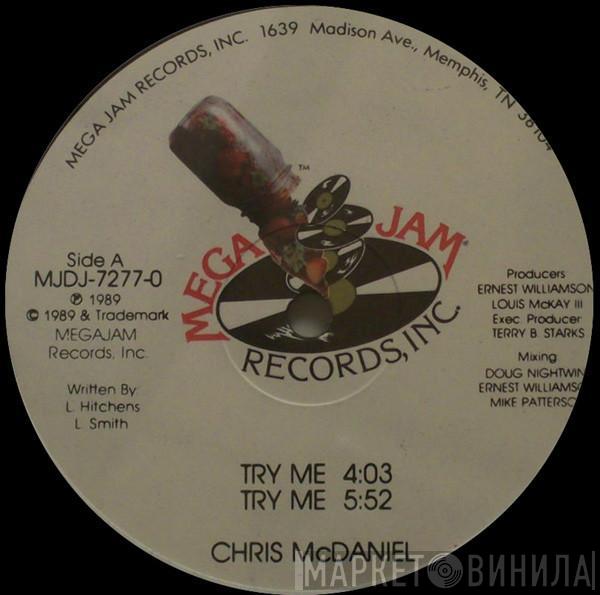 MEGA JAM RECORDS, INC. 1639 Madison Ave., Memphis, TN 38104
TM
MEGA JAM
RECORDS, INC.
Side A
MJDJ-7277-0
℗ 1989
© 1989 & Trademark
MEGAJAM
Records, Inc.
Written By:
L. Hitchens
L. Smith
Producers
ERNEST WILLIAMSON
LOUIS McKAY III
Exec. Producer
TERRY B. STARKS
Mixing
DOUG NIGHTWIN
ERNEST WILLIAMSO
MIKE PATTERSO
TRY ME 4:03
TRY ME 5:52
CHRIS McDANIEL
МАРКЕТ ВИНИЛА